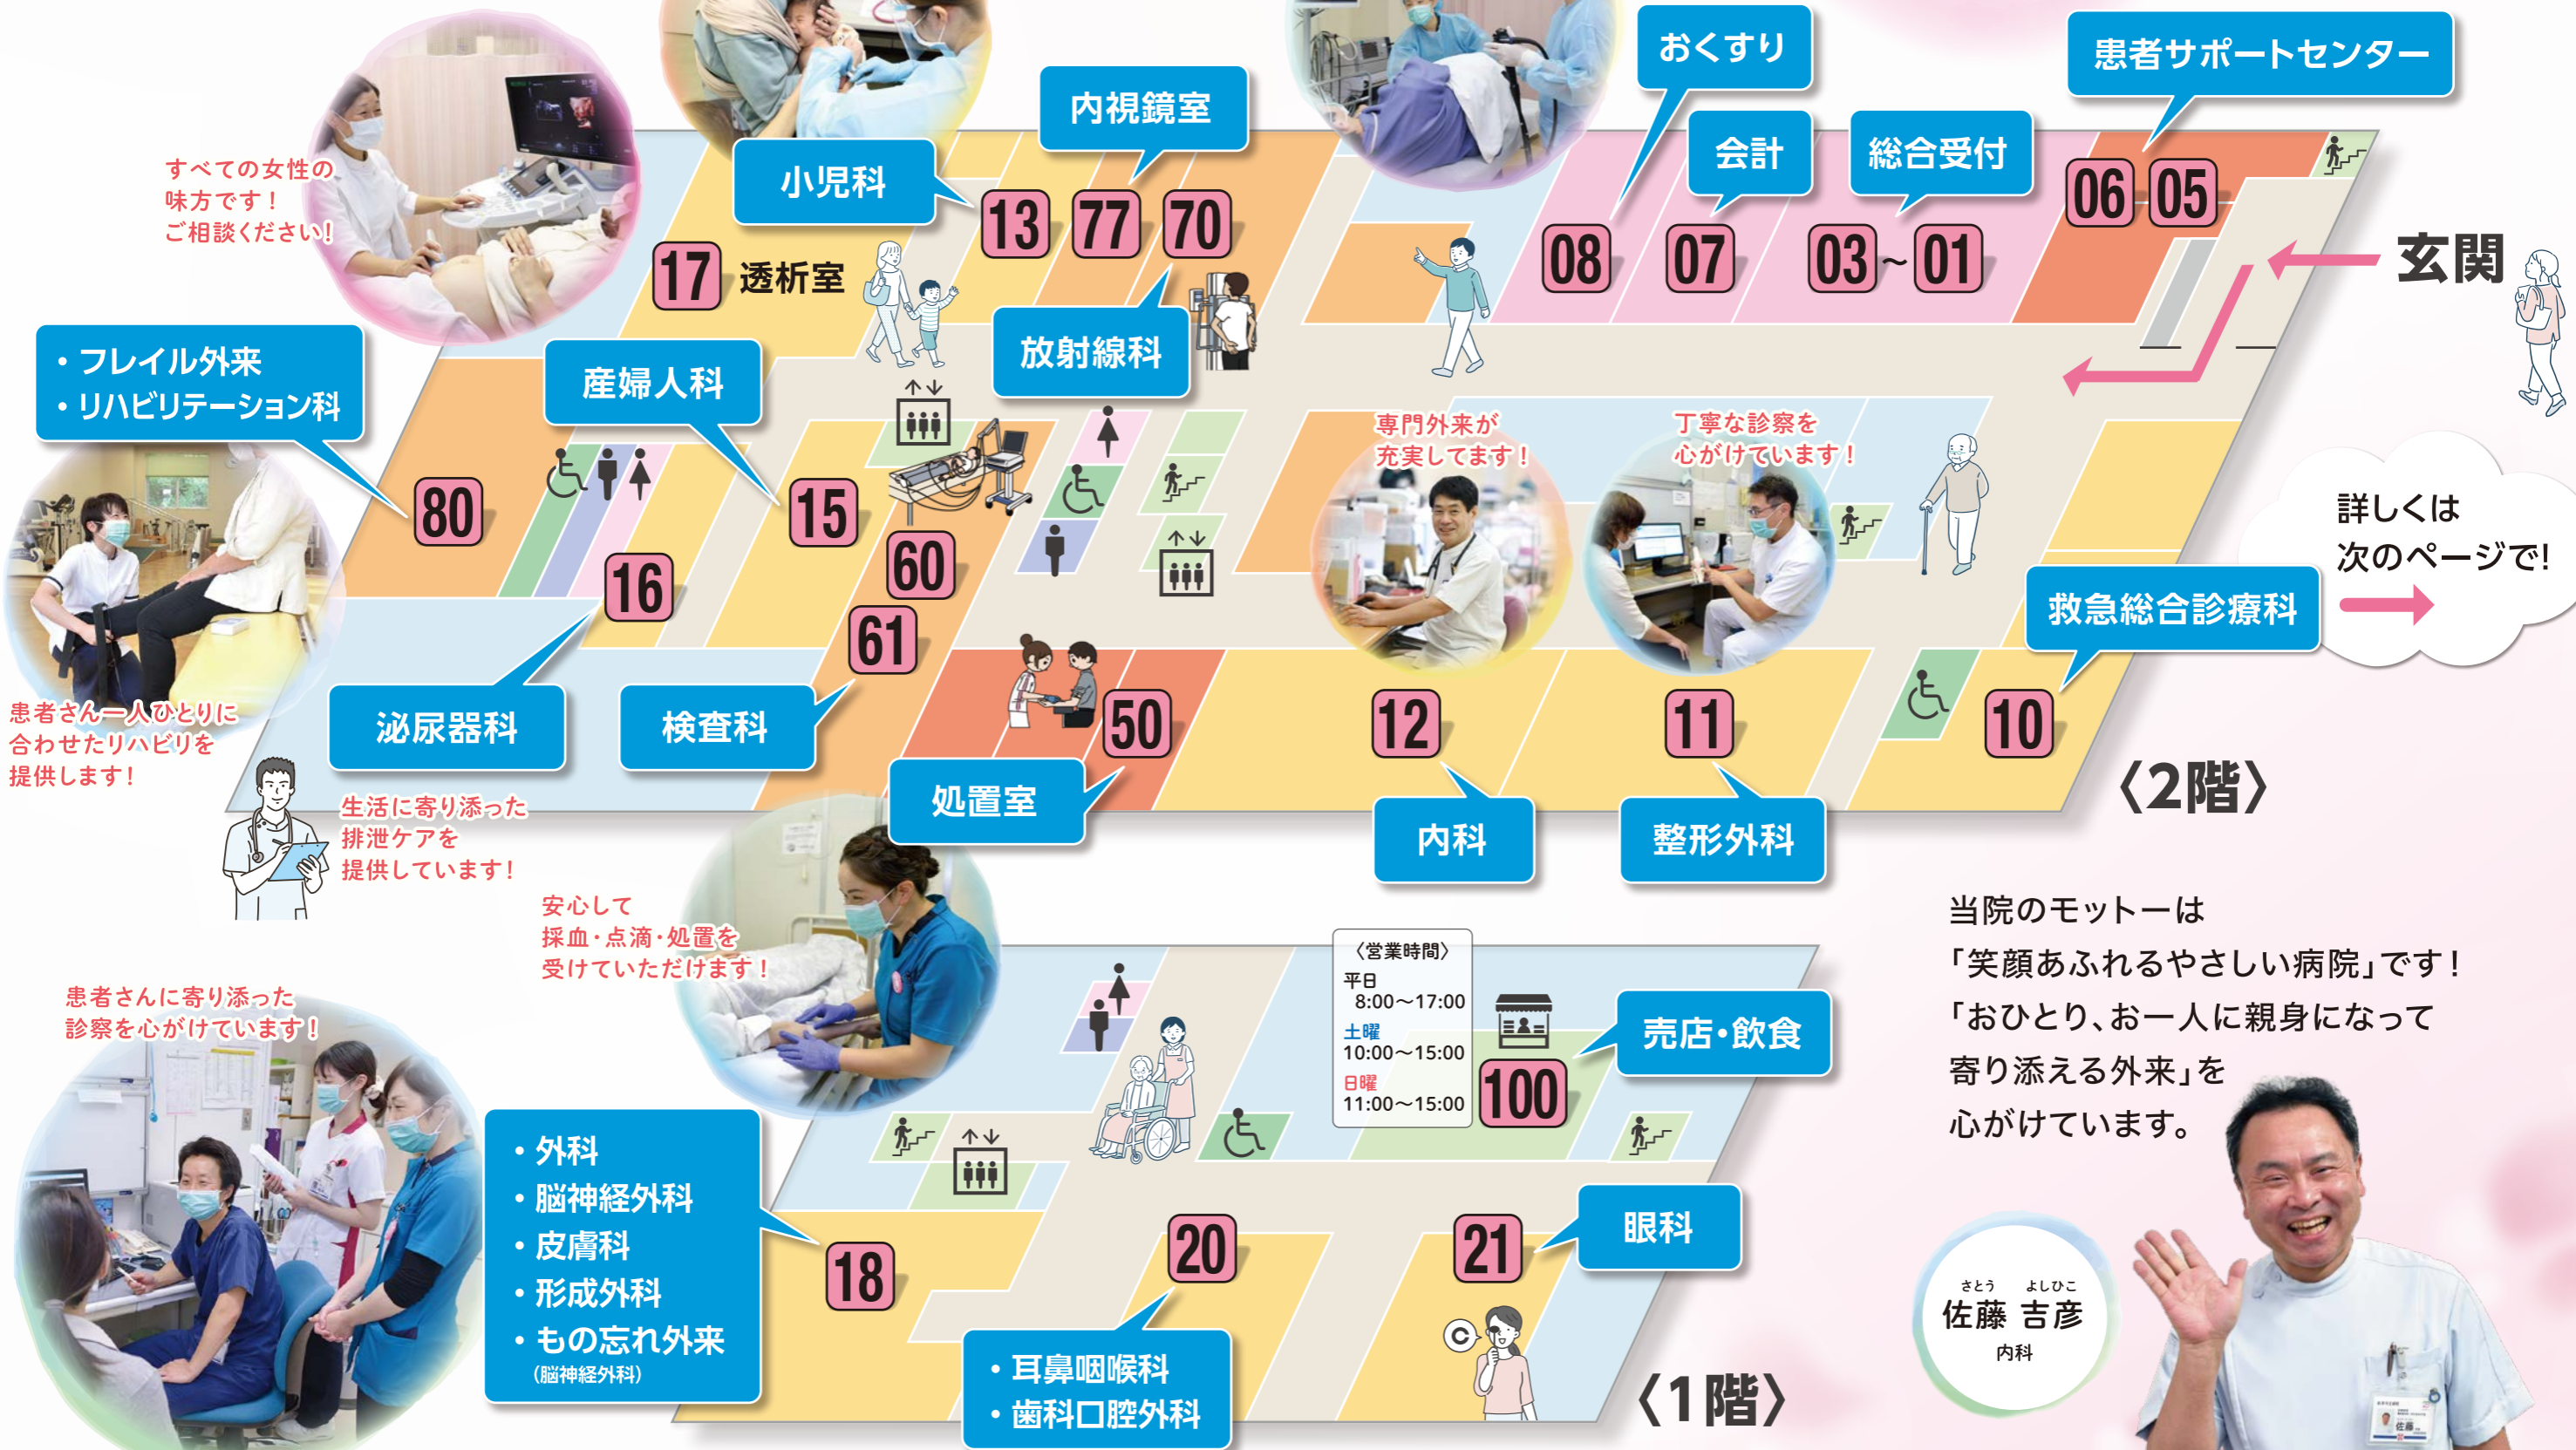 おくすり
患者サポートセンター
内視鏡室
会計
総合受付
小児科
すべての女性の
味方です！
ご相談ください！
06
05
13
77
70
08
07
03～01
玄関
17
透析室
・フレイル外来
・リハビリテーション科
産婦人科
放射線科
専門外来が
充実してます！
丁寧な診察を
心がけています！
80
15
16
60
61
詳しくは
次のページで！
救急総合診療科
患者さん一人ひとりに
合わせたリハビリを
提供します！
泌尿器科
検査科
50
12
11
10
処置室
内科
整形外科
〈2階〉
生活に寄り添った
排泄ケアを
提供しています！
安心して
採血・点滴・処置を
受けていただけます！
患者さんに寄り添った
診察を心がけています！
〈営業時間〉
平日
8:00～17:00
土曜
10:00～15:00
日曜
11:00～15:00
100
売店・飲食
・外科
・脳神経外科
・皮膚科
・形成外科
・もの忘れ外来
（脳神経外科）
18
20
21
眼科
C
・耳鼻咽喉科
・歯科口腔外科
〈1階〉
当院のモットーは
「笑顔あふれるやさしい病院」です！
「おひとり、お一人に親身になって
寄り添える外来」を
心がけています。
さとう よしひこ
佐藤 吉彦
内科
佐藤